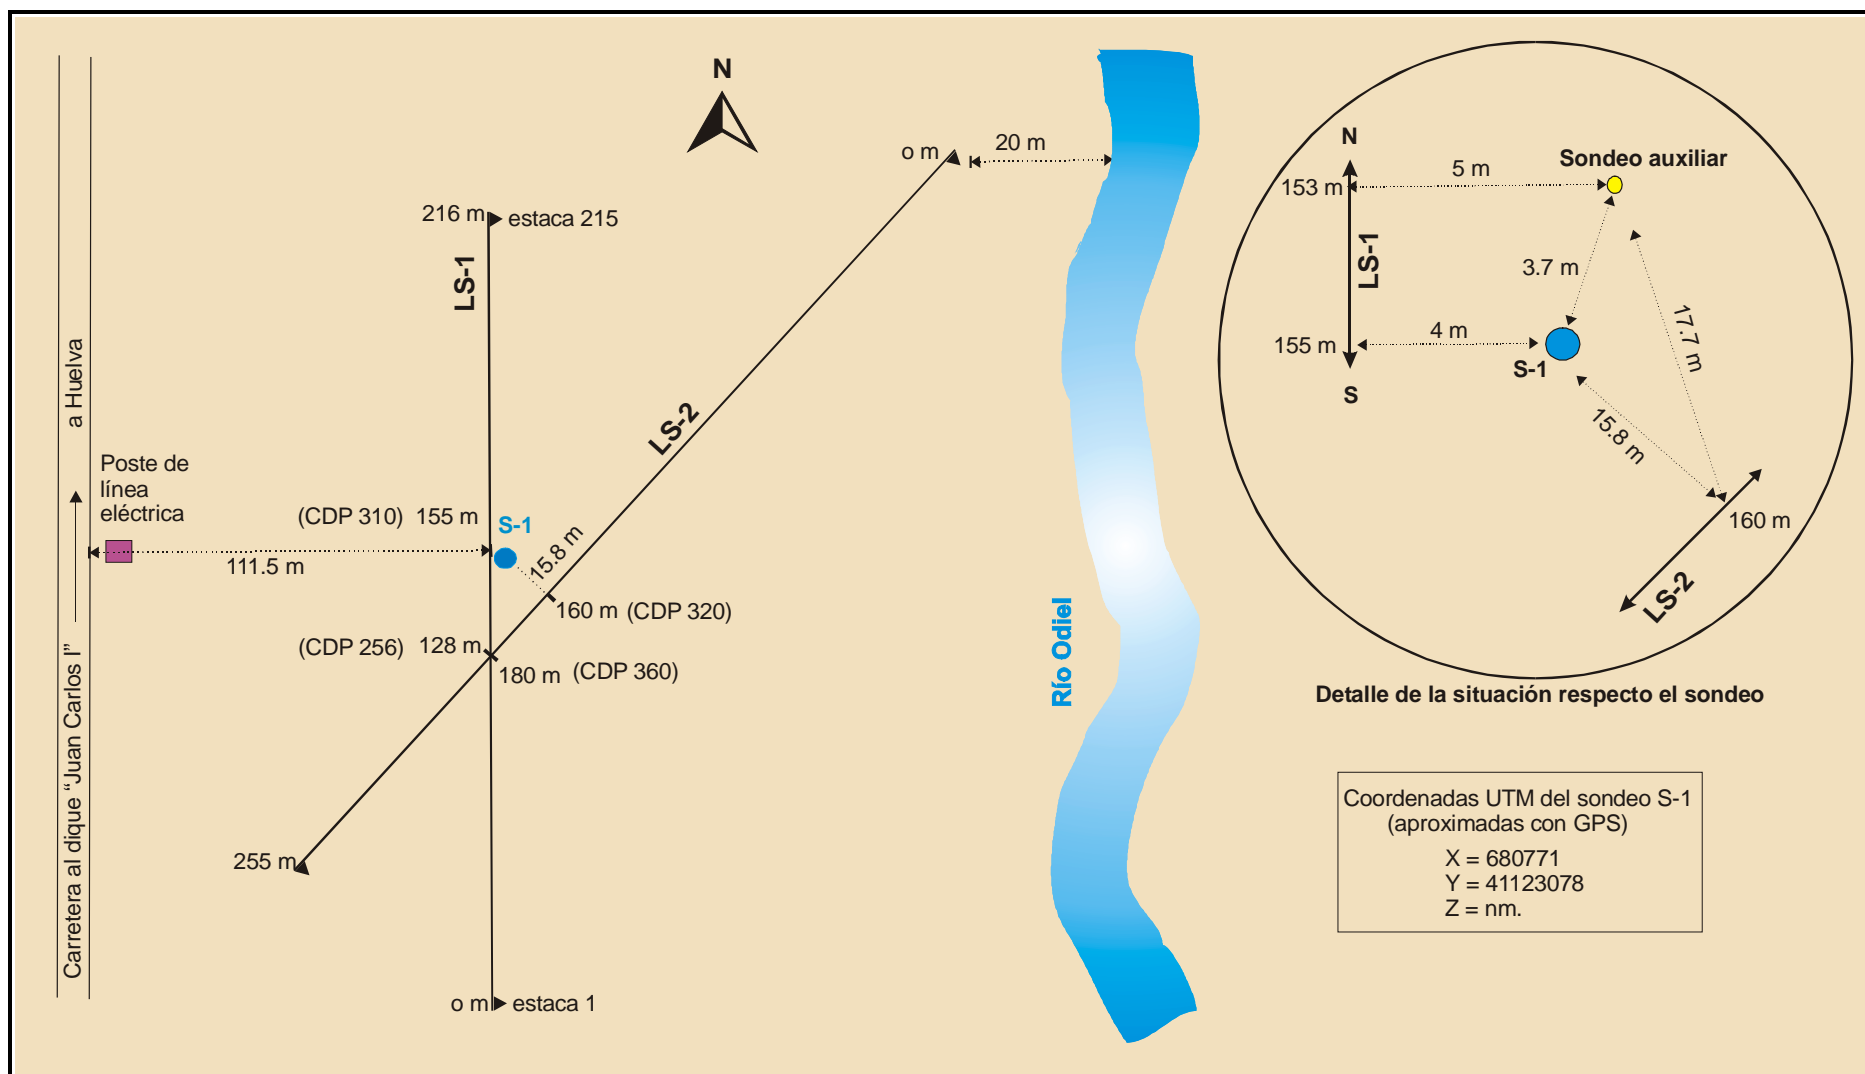 N
o m
20 m
216 m
estaca 215
LS-1
LS-2
a Huelva
Carretera al dique “Juan Carlos I”
Poste de
línea
eléctrica
(CDP 310) 155 m
S-1
111.5 m
15.8 m
160 m (CDP 320)
(CDP 256) 128 m
180 m (CDP 360)
255 m
o m
estaca 1
Río Odiel
N
Sondeo auxiliar
153 m
5 m
LS-1
3.7 m
17.7 m
155 m
4 m
S-1
S
15.8 m
160 m
LS-2
Detalle de la situación respecto el sondeo
Coordenadas UTM del sondeo S-1
(aproximadas con GPS)
X = 680771
Y = 41123078
Z = nm.